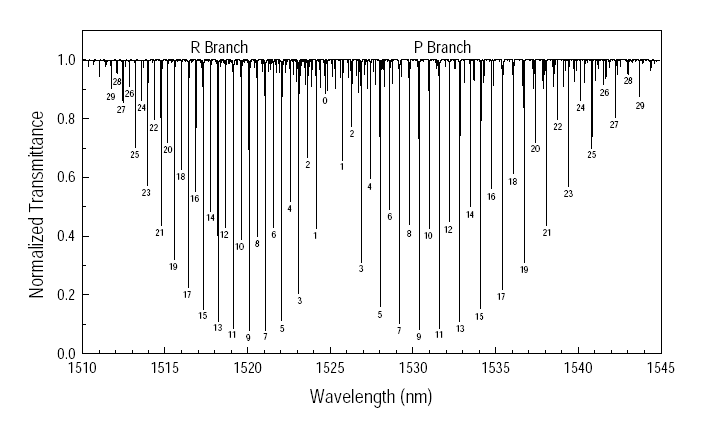 R Branch P Branch
1.0
0.8
0.6
0.4
0.2
0.0
Normalized Transmittance
29 28 27 26 25 24 23 22 21 20 19 18 17 16 15 14 13 12 11 10 9 8 7 6 5 4 3 2 1 0
1 2 3 4 5 6 7 8 9 10 11 12 13 14 15 16 17 18 19 20 21 22 23 24 25 26 27 28 29
1510 1515 1520 1525 1530 1535 1540 1545
Wavelength (nm)